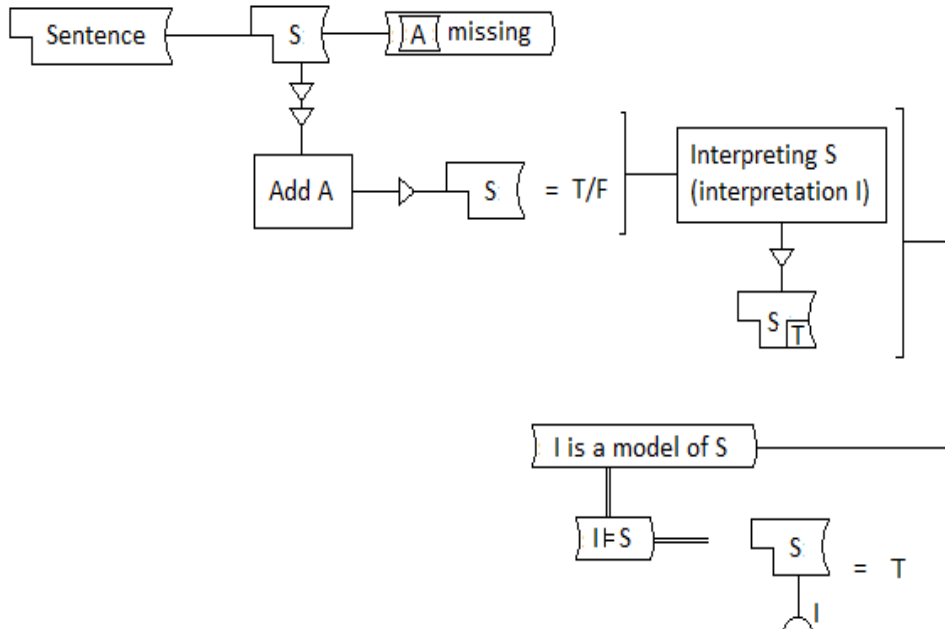 Sentence
S
A missing
Add A
S = T/F
Interpreting S
(interpretation I)
S
T
I is a model of S
I ⊨ S
S = T
I